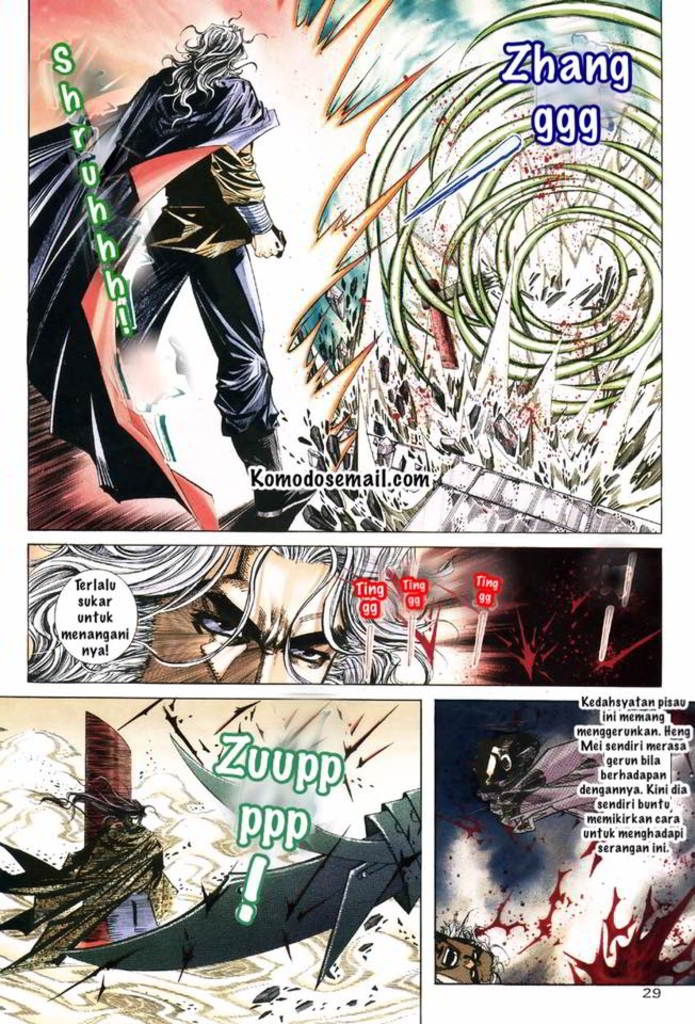 Shruhhhh!
Zhang
ggg
Komodosemail.com
Terlalu
sukar
untuk
menangani
nya!
Ting
gg
Ting
gg
Ting
gg
Zuupp
ppp
!
Kedahsyatan pisau
ini memang
menggerunkan. Heng
Mei sendiri merasa
gerun bila
berhadapan
dengannya. Kini dia
sendiri buntu
memikirkan cara
untuk menghadapi
serangan ini.
29